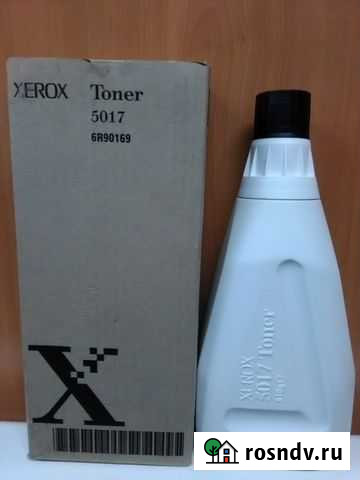 XEROX Toner
5017
6R90169
XEROX
5017 Toner
rosndv.ru